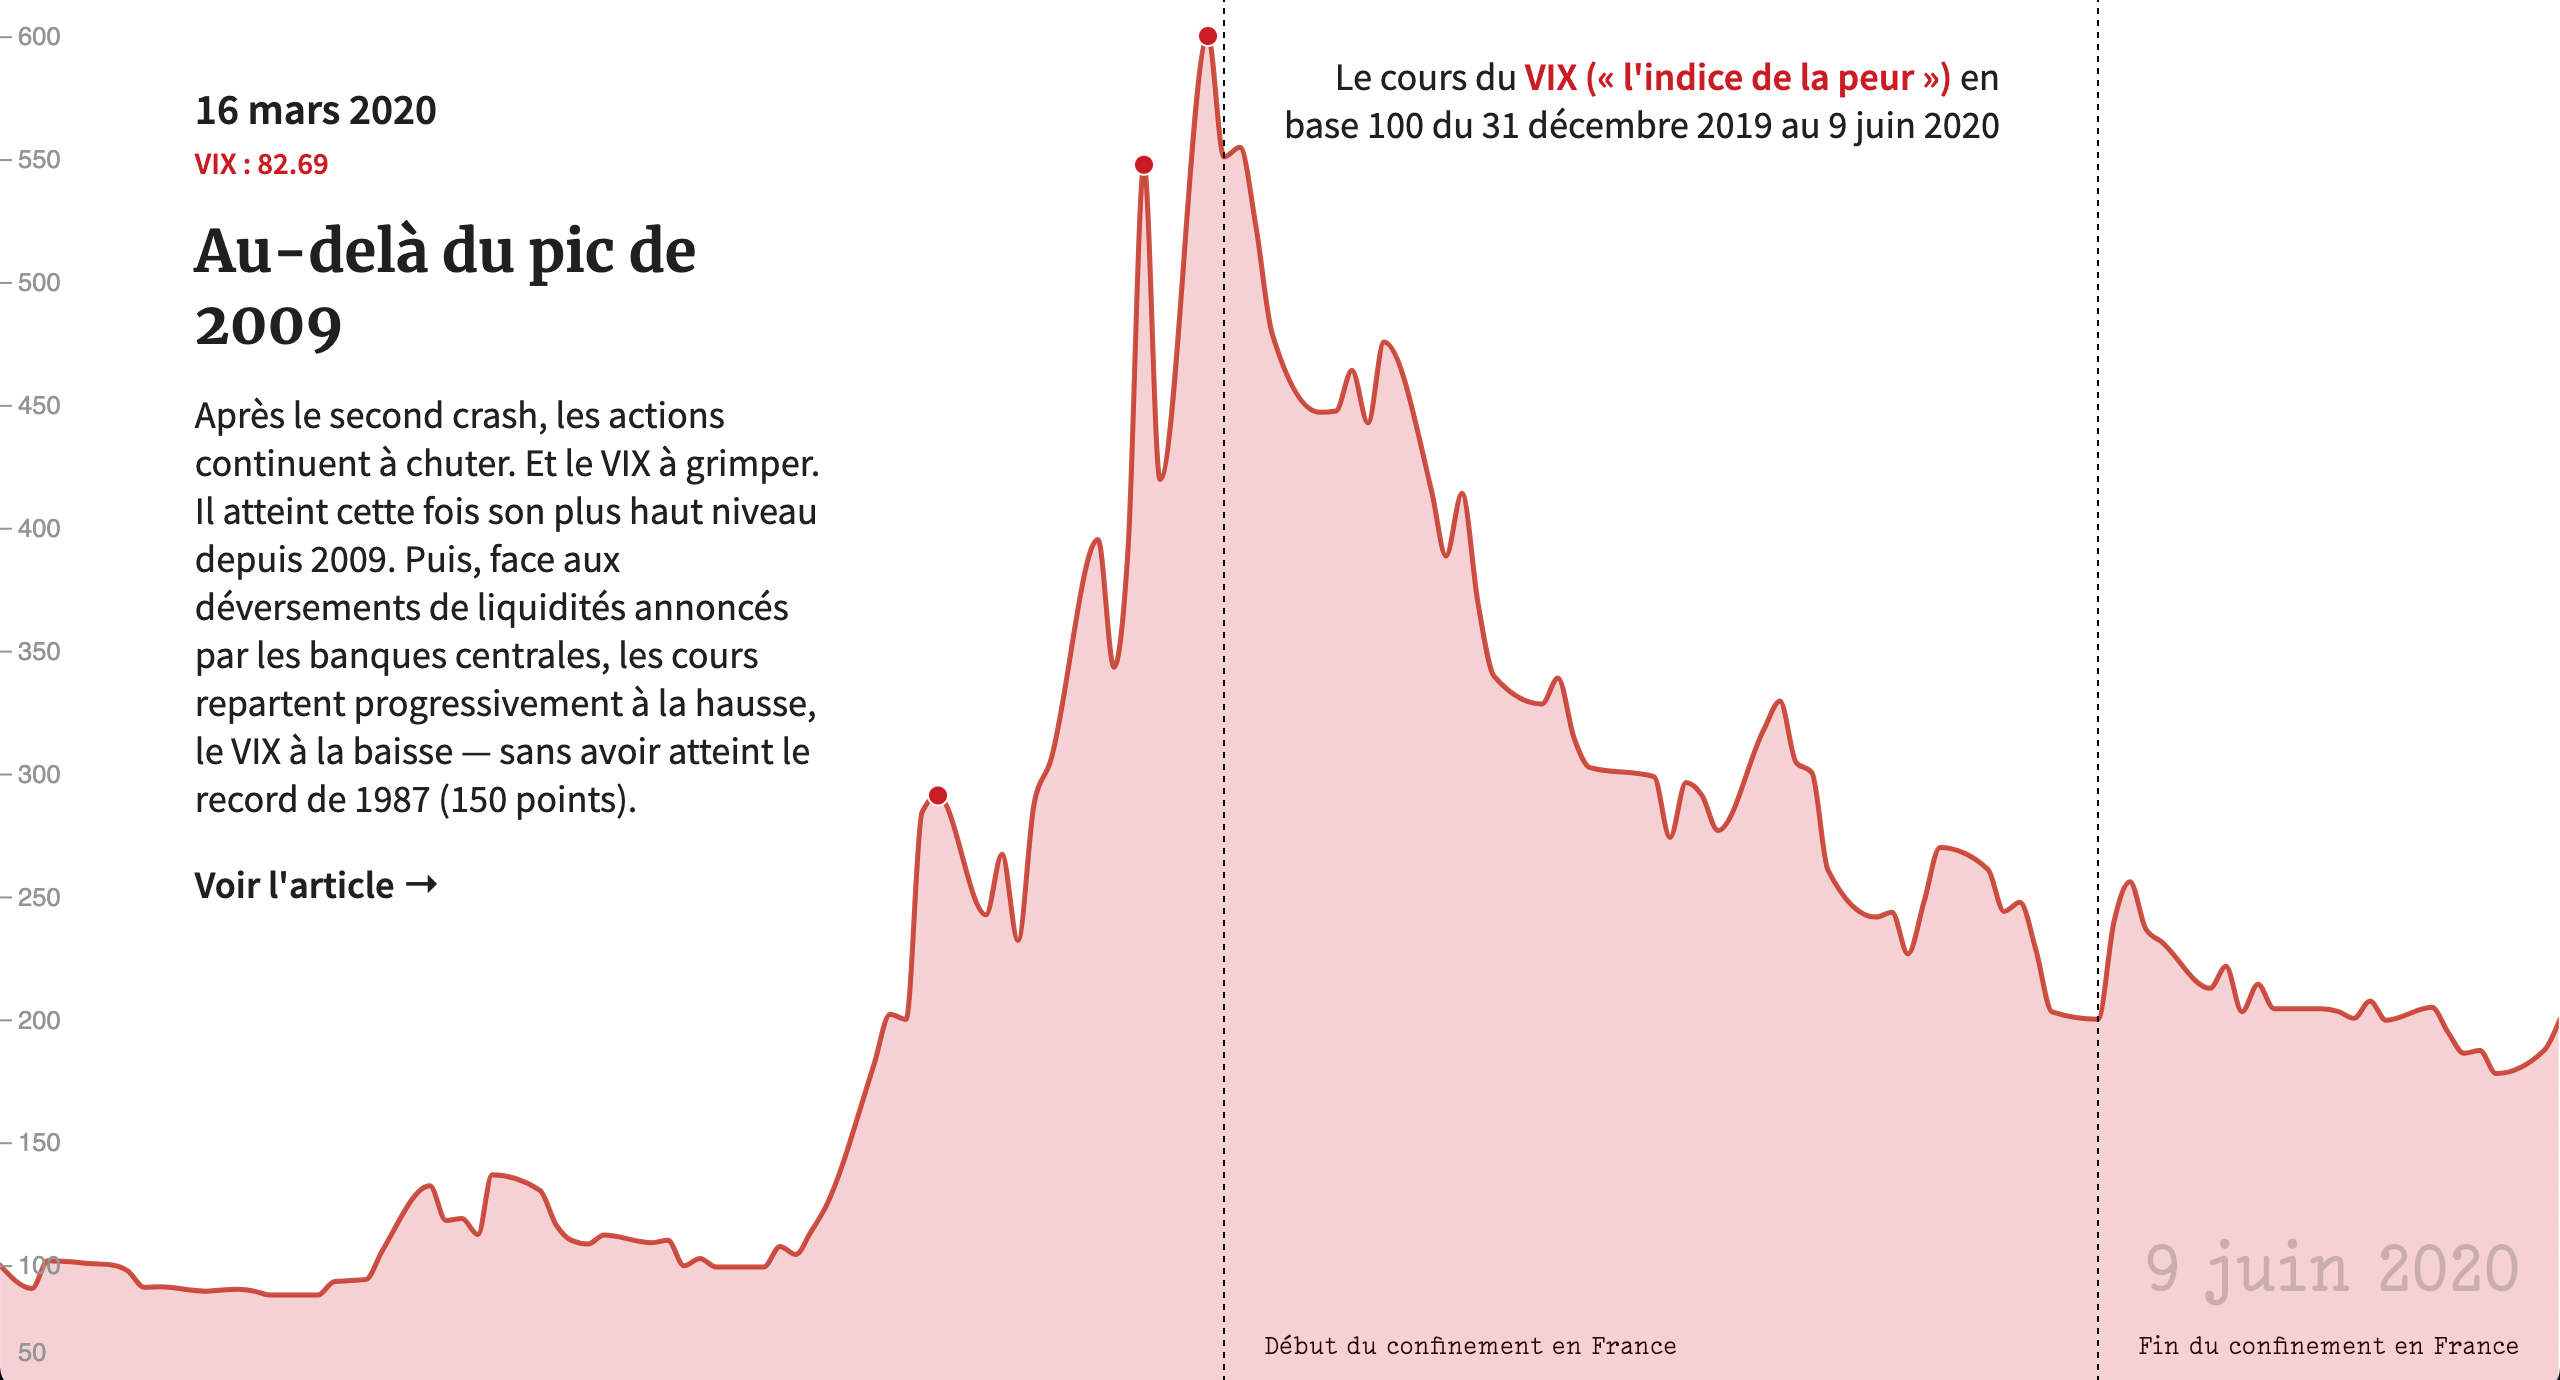 600
550
500
450
400
350
300
250
200
150
100
50
16 mars 2020
VIX : 82.69
Au-delà du pic de
2009
Après le second crash, les actions
continuent à chuter. Et le VIX à grimper.
Il atteint cette fois son plus haut niveau
depuis 2009. Puis, face aux
déversements de liquidités annoncés
par les banques centrales, les cours
repartent progressivement à la hausse,
le VIX à la baisse — sans avoir atteint le
record de 1987 (150 points).
Voir l'article →
Le cours du VIX (« l'indice de la peur ») en
base 100 du 31 décembre 2019 au 9 juin 2020
9 juin 2020
Début du confinement en France
Fin du confinement en France